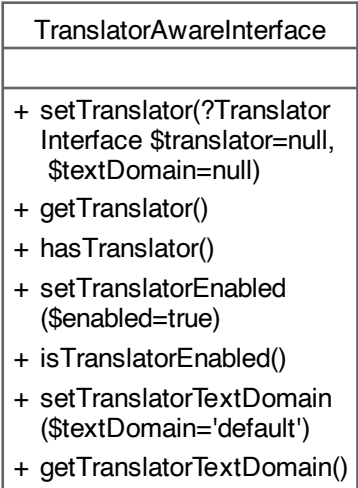 TranslatorAwareInterface
+ setTranslator(?Translator
Interface $translator=null,
$textDomain=null)
+ getTranslator()
+ hasTranslator()
+ setTranslatorEnabled
($enabled=true)
+ isTranslatorEnabled()
+ setTranslatorTextDomain
($textDomain='default')
+ getTranslatorTextDomain()